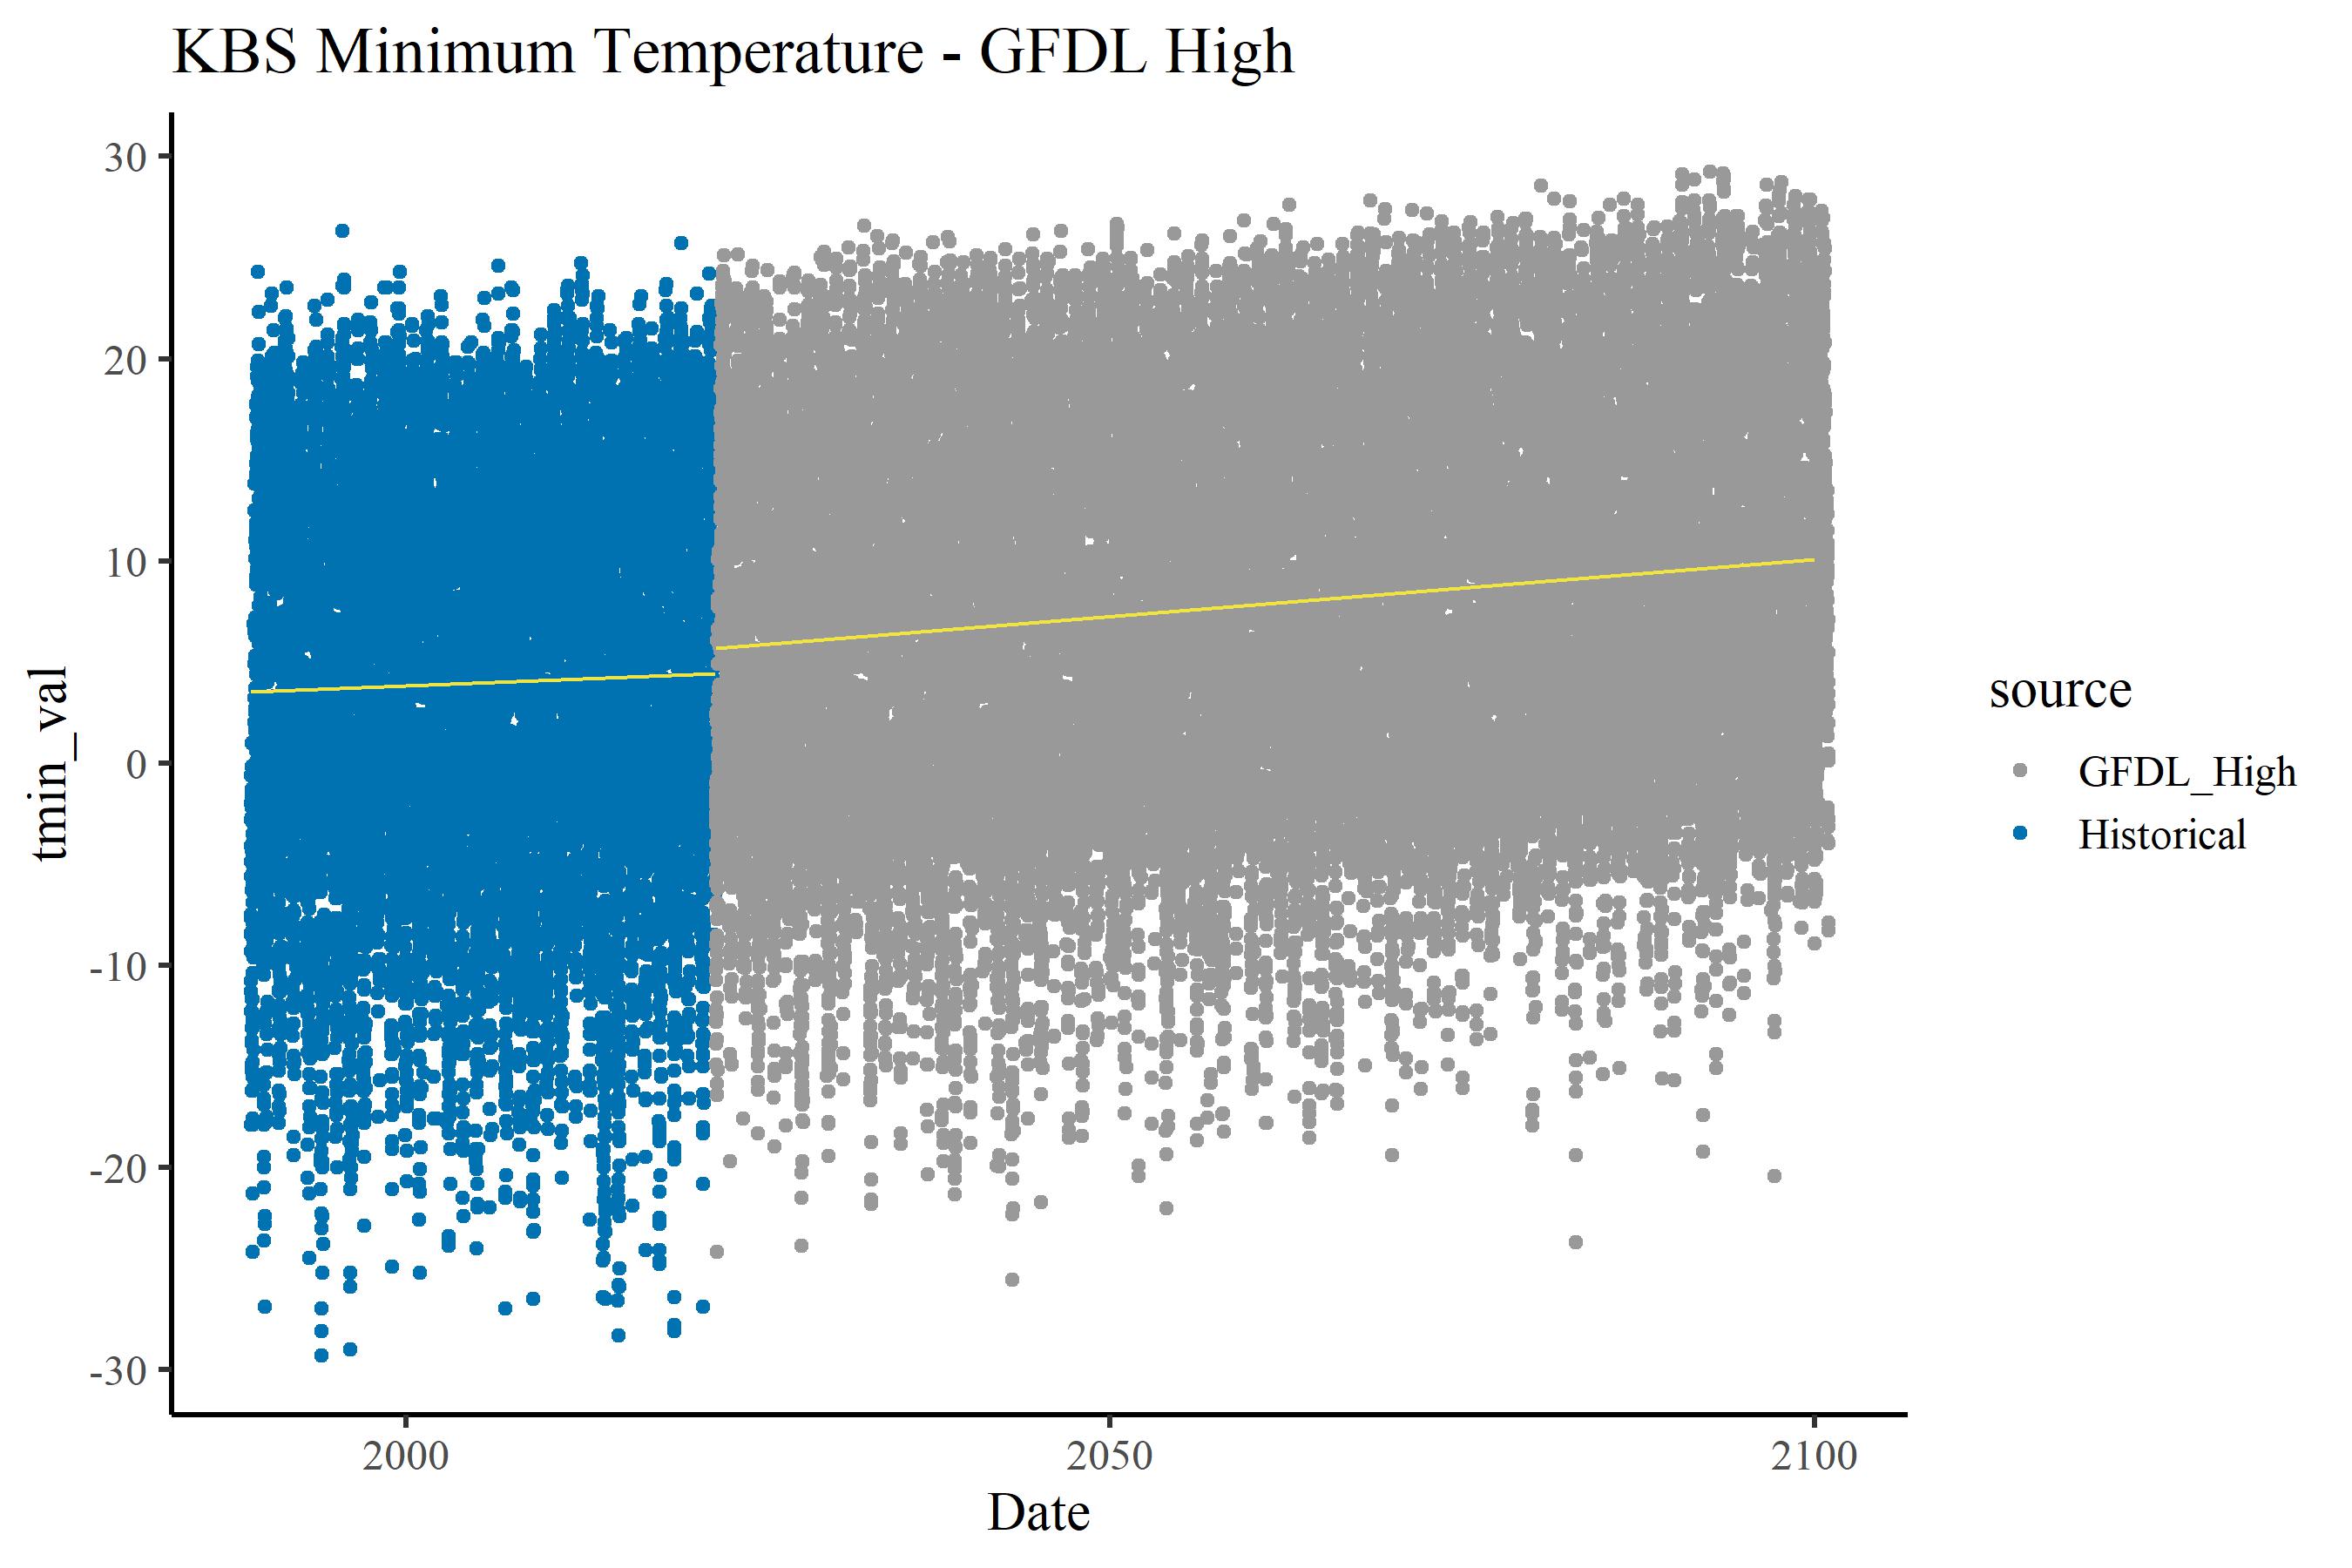 KBS Minimum Temperature - GFDL High
30
20
10
0
-10
-20
-30
tmin_val
2000
2050
2100
Date
source
GFDL_High
Historical